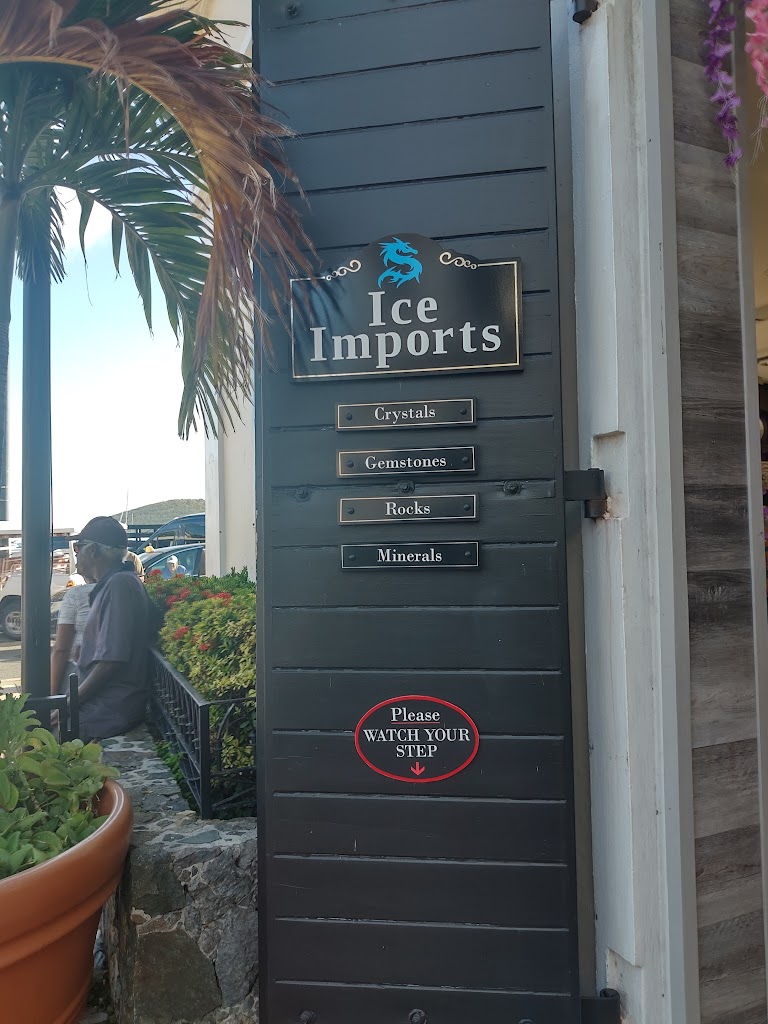 Ice
Imports
Crystals
Gemstones
Rocks
Minerals
Please
WATCH YOUR
STEP